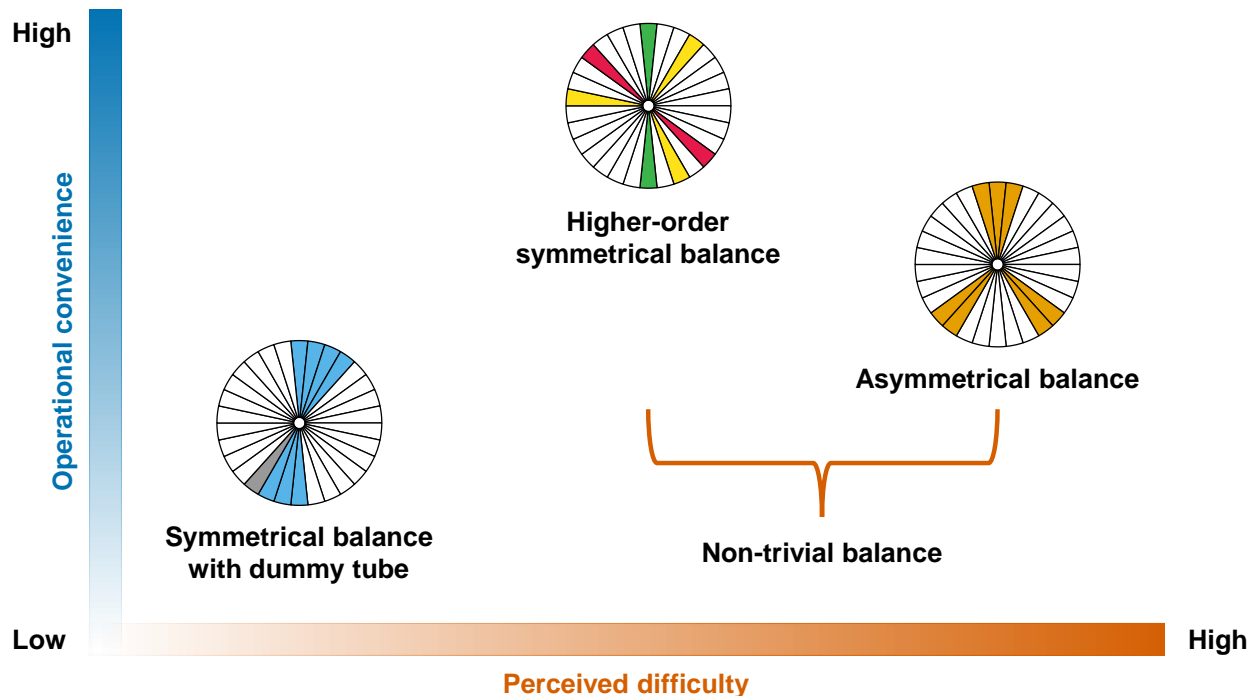 High
Operational convenience
Higher-order
symmetrical balance
Asymmetrical balance
Symmetrical balance
with dummy tube
Non-trivial balance
Low
High
Perceived difficulty